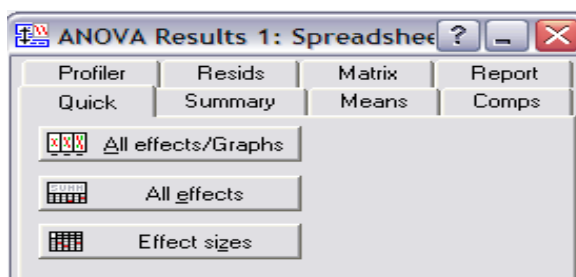 ANOVA Results 1: Spreadshee
Profiler Resids Matrix Report
Quick Summary Means Comps
All effects/Graphs
All effects
Effect sizes